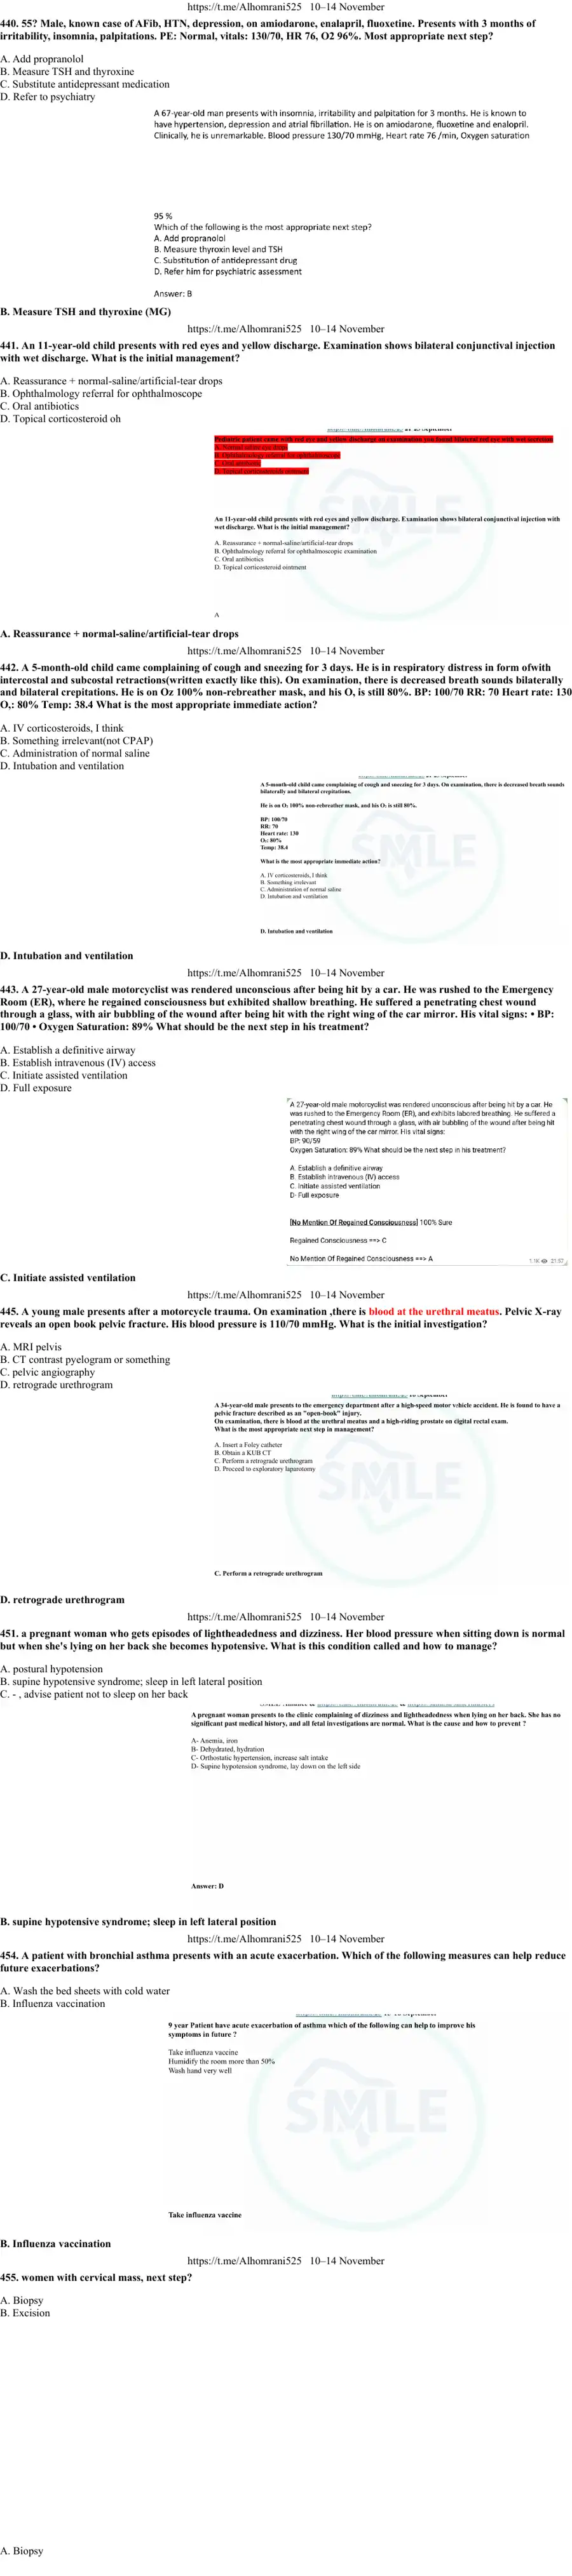 https://t.me/Alhomrani525 10–14 November
440. 55? Male, known case of AFib, HTN, depression, on amiodarone, enalapril, fluoxetine. Presents with 3 months of
irritability, insomnia, palpitations. PE: Normal, vitals: 130/70, HR 76, O2 96%. Most appropriate next step?
A. Add propranolol
B. Measure TSH and thyroxine
C. Substitute antidepressant medication
D. Refer to psychiatry
A 67-year-old man presents with insomnia, irritability and palpitation for 3 months. He is known to
have hypertension, depression and atrial fibrillation. He is on amiodarone, fluoxetine and enalopril.
Clinically, he is unremarkable. Blood pressure 130/70 mmHg, Heart rate 76 /min, Oxygen saturation
95 %
Which of the following is the most appropriate next step?
A. Add propranolol
B. Measure thyroxin level and TSH
C. Substitution of antidepressant drug
D. Refer him for psychiatric assessment
Answer: B
B. Measure TSH and thyroxine (MG)
https://t.me/Alhomrani525 10–14 November
441. An 11-year-old child presents with red eyes and yellow discharge. Examination shows bilateral conjunctival injection
with wet discharge. What is the initial management?
A. Reassurance + normal-saline/artificial-tear drops
B. Ophthalmology referral for ophthalmoscope
C. Oral antibiotics
D. Topical corticosteroid oh
Pediatric patient came with red eye and yellow discharge on examination you found bilateral red eye with wet secretion
A. Normal saline eye drops
B. Ophthalmology referral for ophthalmoscope
C. Oral antibiotic
D. Topical corticosteroids ointment
An 11-year-old child presents with red eyes and yellow discharge. Examination shows bilateral conjunctival injection with
wet discharge. What is the initial management?
A. Reassurance + normal-saline/artificial-tear drops
B. Ophthalmology referral for ophthalmoscopic examination
C. Oral antibiotics
D. Topical corticosteroid ointment
A
A. Reassurance + normal-saline/artificial-tear drops
https://t.me/Alhomrani525 10–14 November
442. A 5-month-old child came complaining of cough and sneezing for 3 days. He is in respiratory distress in form ofwith
intercostal and subcostal retractions(written exactly like this). On examination, there is decreased breath sounds bilaterally
and bilateral crepitations. He is on Oz 100% non-rebreather mask, and his O, is still 80%. BP: 100/70 RR: 70 Heart rate: 130
O,: 80% Temp: 38.4 What is the most appropriate immediate action?
A. IV corticosteroids, I think
B. Something irrelevant(not CPAP)
C. Administration of normal saline
D. Intubation and ventilation
A 5-month-old child came complaining of cough and sneezing for 3 days. On examination, there is decreased breath sounds
bilaterally and bilateral crepitations.
He is on O₂ 100% non-rebreather mask, and his O₂ is still 80%.
BP: 100/70
RR: 70
Heart rate: 130
O₂: 80%
Temp: 38.4
What is the most appropriate immediate action?
A. IV corticosteroids, I think
B. Something irrelevant
C. Administration of normal saline
D. Intubation and ventilation
SMLE
D. Intubation and ventilation
D. Intubation and ventilation
https://t.me/Alhomrani525 10–14 November
443. A 27-year-old male motorcyclist was rendered unconscious after being hit by a car. He was rushed to the Emergency
Room (ER), where he regained consciousness but exhibited shallow breathing. He suffered a penetrating chest wound
through a glass, with air bubbling of the wound after being hit with the right wing of the car mirror. His vital signs: • BP:
100/70 • Oxygen Saturation: 89% What should be the next step in his treatment?
A. Establish a definitive airway
B. Establish intravenous (IV) access
C. Initiate assisted ventilation
D. Full exposure
A 27-year-old male motorcyclist was rendered unconscious after being hit by a car. He
was rushed to the Emergency Room (ER), and exhibits labored breathing. He suffered a
penetrating chest wound through a glass, with air bubbling of the wound after being hit
with the right wing of the car mirror. His vital signs:
BP: 90/59
Oxygen Saturation: 89% What should be the next step in his treatment?
A. Establish a definitive airway
B. Establish intravenous (IV) access
C. Initiate assisted ventilation
D- Full exposure
[No Mention Of Regained Consciousness] 100% Sure
Regained Consciousness ==> C
No Mention Of Regained Consciousness ==> A
1.1K 21:57
C. Initiate assisted ventilation
https://t.me/Alhomrani525 10–14 November
445. A young male presents after a motorcycle trauma. On examination ,there is blood at the urethral meatus. Pelvic X-ray
reveals an open book pelvic fracture. His blood pressure is 110/70 mmHg. What is the initial investigation?
A. MRI pelvis
B. CT contrast pyelogram or something
C. pelvic angiography
D. retrograde urethrogram
A 34-year-old male presents to the emergency department after a high-speed motor vehicle accident. He is found to have a
pelvic fracture described as an "open-book" injury.
On examination, there is blood at the urethral meatus and a high-riding prostate on digital rectal exam.
What is the most appropriate next step in management?
A. Insert a Foley catheter
B. Obtain a KUB CT
C. Perform a retrograde urethrogram
D. Proceed to exploratory laparotomy
SMLE
C. Perform a retrograde urethrogram
D. retrograde urethrogram
https://t.me/Alhomrani525 10–14 November
451. a pregnant woman who gets episodes of lightheadedness and dizziness. Her blood pressure when sitting down is normal
but when she's lying on her back she becomes hypotensive. What is this condition called and how to manage?
A. postural hypotension
B. supine hypotensive syndrome; sleep in left lateral position
C. - , advise patient not to sleep on her back
A pregnant woman presents to the clinic complaining of dizziness and lightheadedness when lying on her back. She has no
significant past medical history, and all fetal investigations are normal. What is the cause and how to prevent ?
A- Anemia, iron
B- Dehydrated, hydration
C- Orthostatic hypertension, increase salt intake
D- Supine hypotension syndrome, lay down on the left side
Answer: D
B. supine hypotensive syndrome; sleep in left lateral position
https://t.me/Alhomrani525 10–14 November
454. A patient with bronchial asthma presents with an acute exacerbation. Which of the following measures can help reduce
future exacerbations?
A. Wash the bed sheets with cold water
B. Influenza vaccination
9 year Patient have acute exacerbation of asthma which of the following can help to improve his
symptoms in future ?
Take influenza vaccine
Humidify the room more than 50%
Wash hand very well
SMLE
Take influenza vaccine
B. Influenza vaccination
https://t.me/Alhomrani525 10–14 November
455. women with cervical mass, next step?
A. Biopsy
B. Excision
A. Biopsy